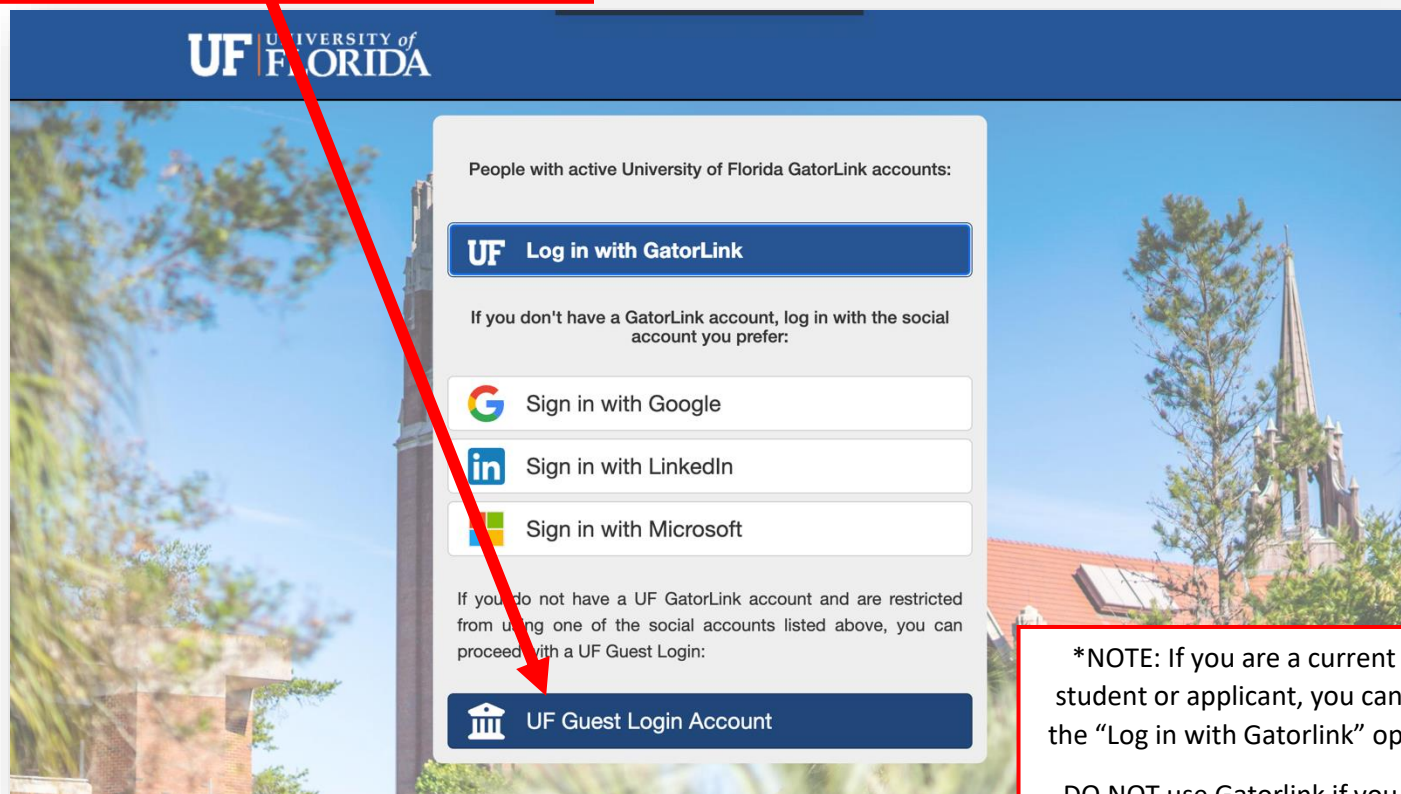 UF UNIVERSITY of
FLORIDA
People with active University of Florida GatorLink accounts:
UF Log in with GatorLink
If you don't have a GatorLink account, log in with the social
account you prefer:
Sign in with Google
in Sign in with LinkedIn
Sign in with Microsoft
If you do not have a UF GatorLink account and are restricted
from using one of the social accounts listed above, you can
proceed with a UF Guest Login:
UF Guest Login Account
*NOTE: If you are a current
student or applicant, you can
the “Log in with Gatorlink” op
DO NOT use Gatorlink if you